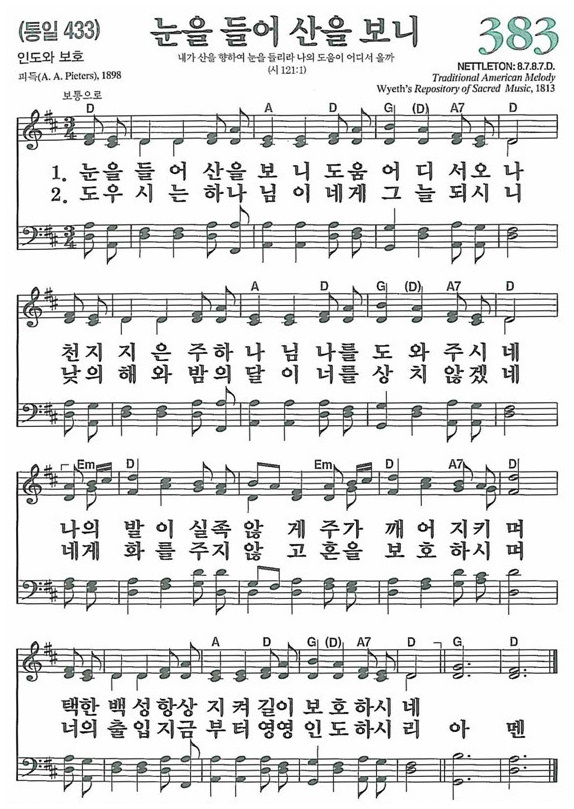 (통일 433)
눈을 들어 산을 보니
383
인도와 보호
내가 산을 향하여 눈을 들리라 나의 도움이 어디서 올까
(시 121:1)
NETTLETON: 8.7.8.7.D.
Traditional American Melody
피득(A. A. Pieters), 1898
Wyeth's Repository of Sacred Music, 1813
보통으로
D A D G (D) A7 D
3/4
1. 눈을 들 어 산을 보 니 도움 어 디 서오 나
2. 도우 시 는 하나 님 이 네게 그 늘 되시 니
3/4
A D G (D) A7 D
천지 지 은 주하 나 님 나를 도 와 주시 네
낮의 해 와 밤의 달 이 너를 상 치 않겠 네
Em D Em D A7 D
나의 발 이 실족 않 게 주가 깨 어 지키 며
네게 화 를 주지 않 고 혼을 보 호 하시 며
A D G (D) A7 D G D
택한 백 성 항상 지 켜 길이 보 호 하시 네
너의 출 입 지금 부 터 영영 인 도 하시 리 아 멘